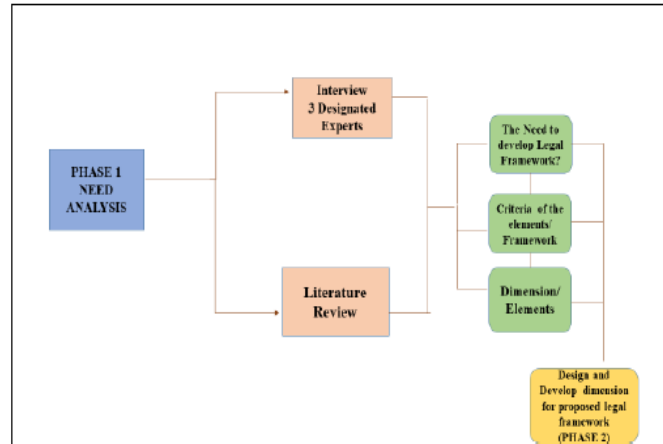 PHASE 1
NEED
ANALYSIS
Interview
3 Designated
Experts
Literature
Review
The Need to
develop Legal
Framework?
Criteria of the
elements/
Framework
Dimension/
Elements
Design and
Develop dimension
for proposed legal
framework
(PHASE 2)